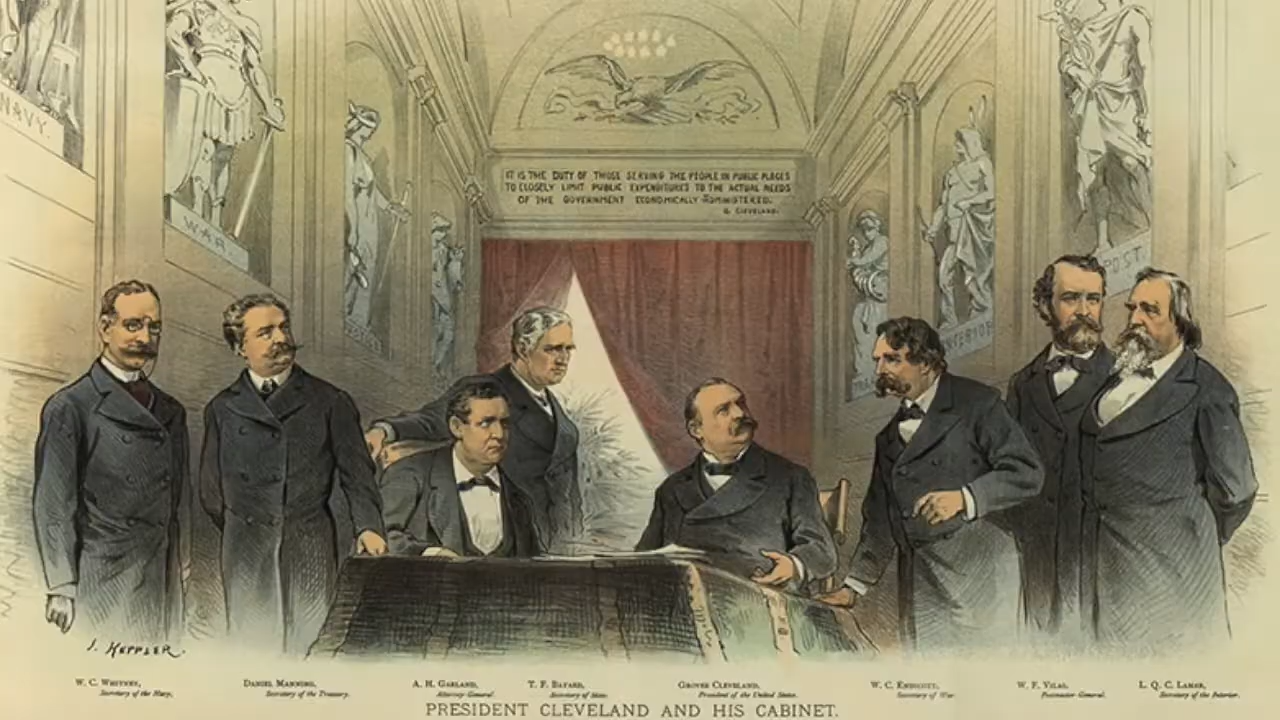 NAVY.
WAR.
POST.
INTERIOR
IT IS THE DUTY OF THOSE SERVING THE PEOPLE IN PUBLIC PLACES
TO CLOSELY LIMIT PUBLIC EXPENDITURES TO THE ACTUAL NEEDS
OF THE GOVERNMENT ECONOMICALLY ADMINISTERED.
G. CLEVELAND.
J. KEPPLER.
W. C. WHITNEY,
Secretary of the Navy.
DANIEL MANNING,
Secretary of the Treasury.
A. H. GARLAND,
Attorney General.
T. F. BAYARD,
Secretary of State.
GROVER CLEVELAND,
President of the United States.
W. C. ENDICOTT,
Secretary of War.
W. F. VILAS,
Postmaster General.
L. Q. C. LAMAR,
Secretary of the Interior.
PRESIDENT CLEVELAND AND HIS CABINET.